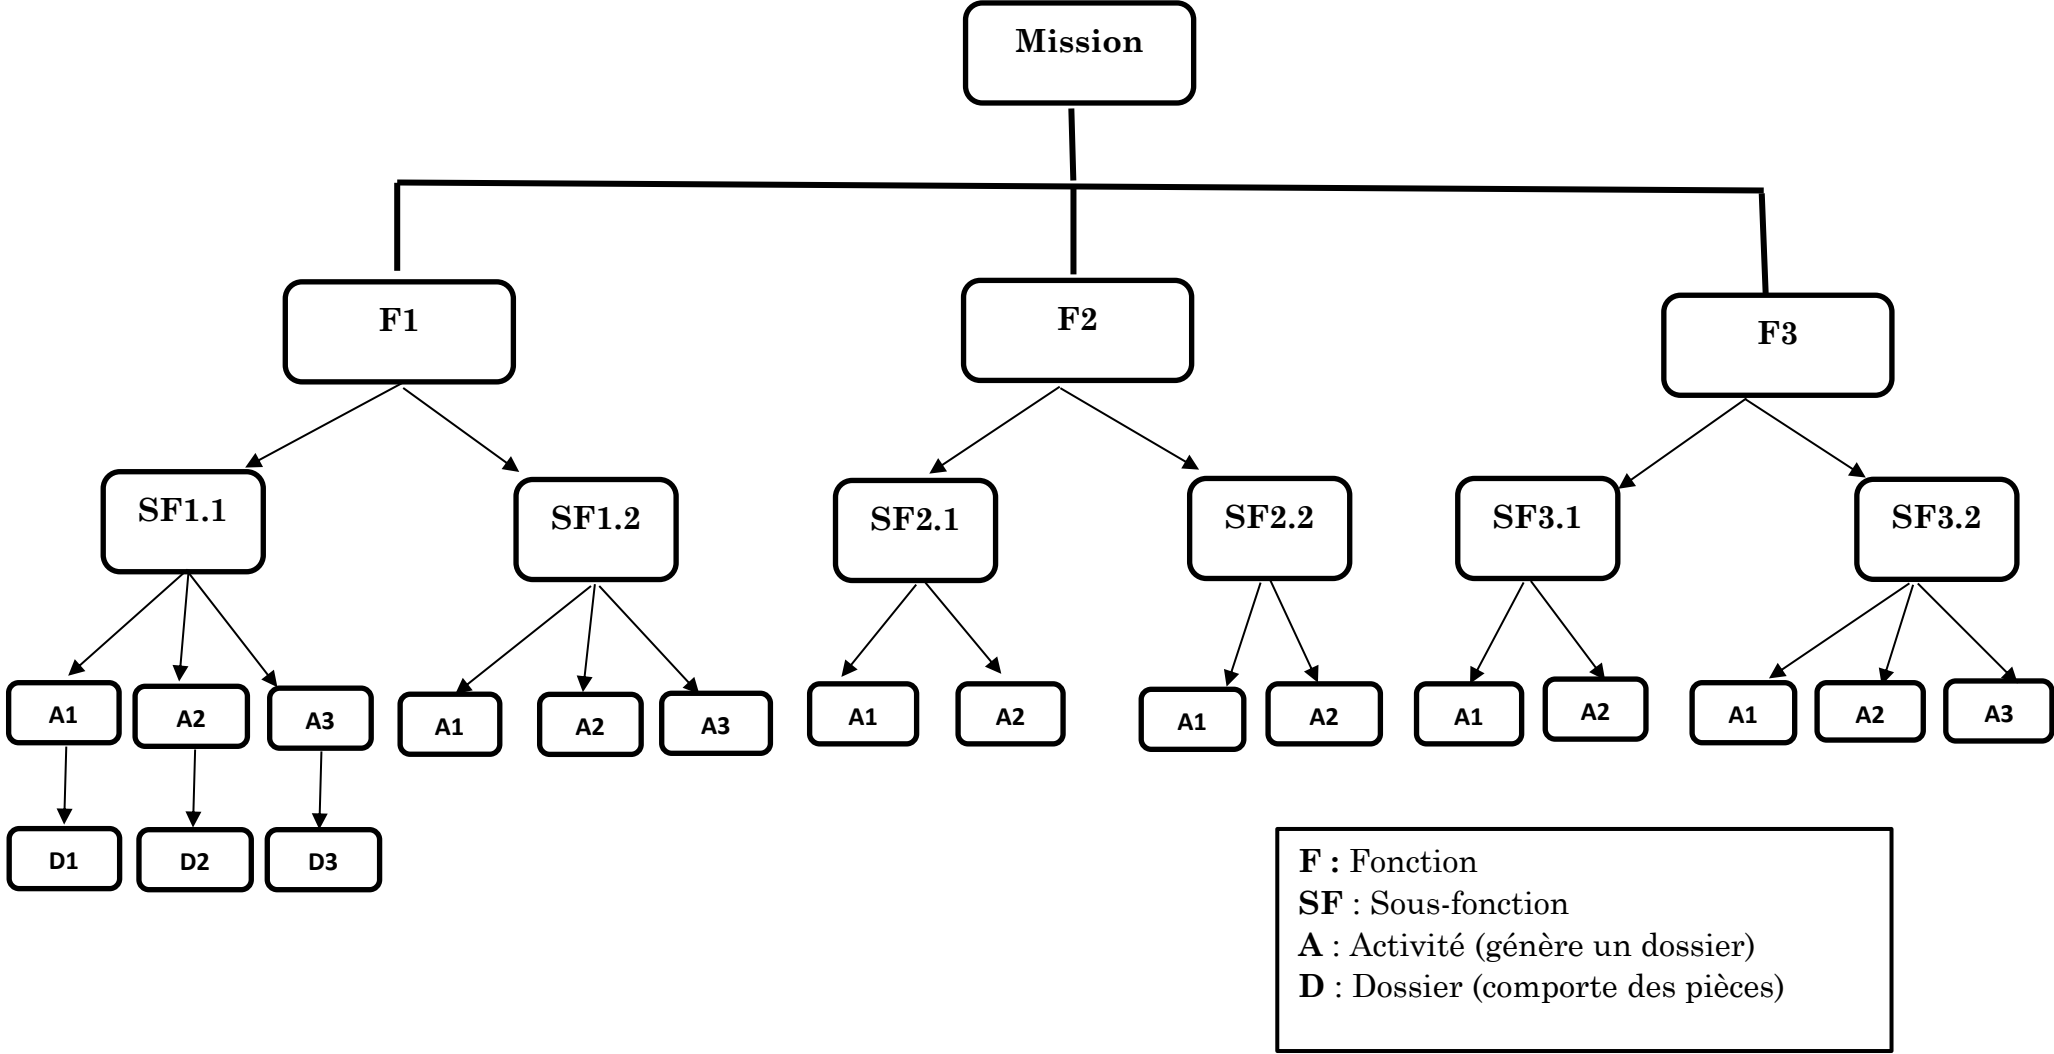 Mission
F1
F2
F3
SF1.1
SF1.2
SF2.1
SF2.2
SF3.1
SF3.2
A1
A2
A3
A1
A2
A3
A1
A2
A1
A2
A1
A2
A1
A2
A3
D1
D2
D3
F : Fonction
SF : Sous-fonction
A : Activité (génère un dossier)
D : Dossier (comporte des pièces)